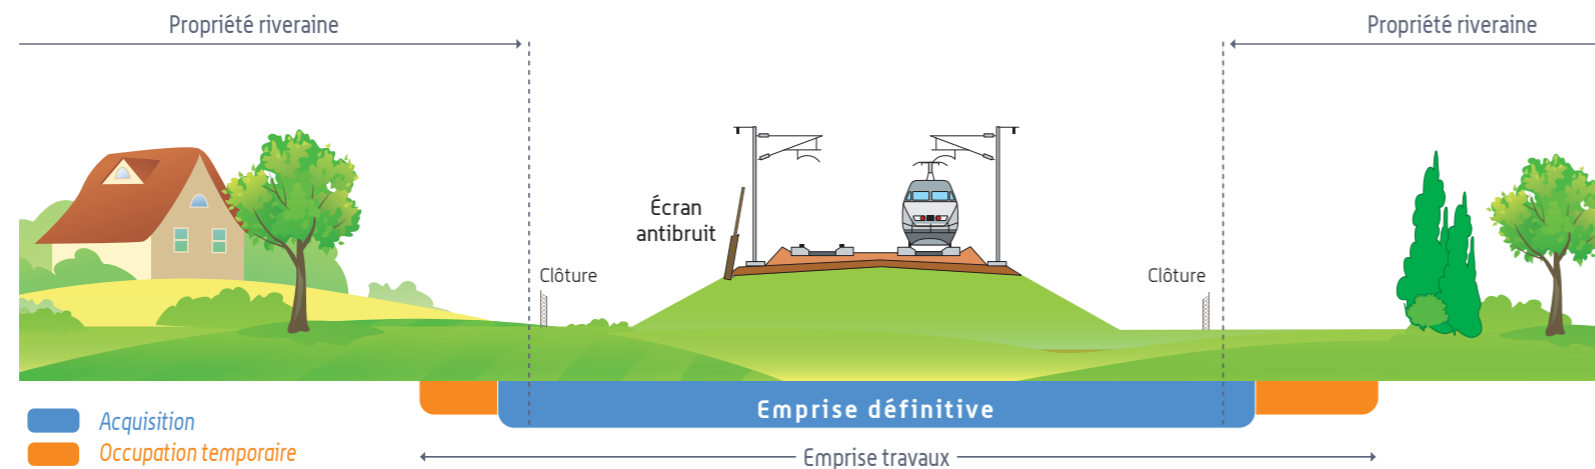 Propriété riveraine
Propriété riveraine
Écran
antibruit
Clôture
Clôture
Emprise définitive
Acquisition
Occupation temporaire
Emprise travaux